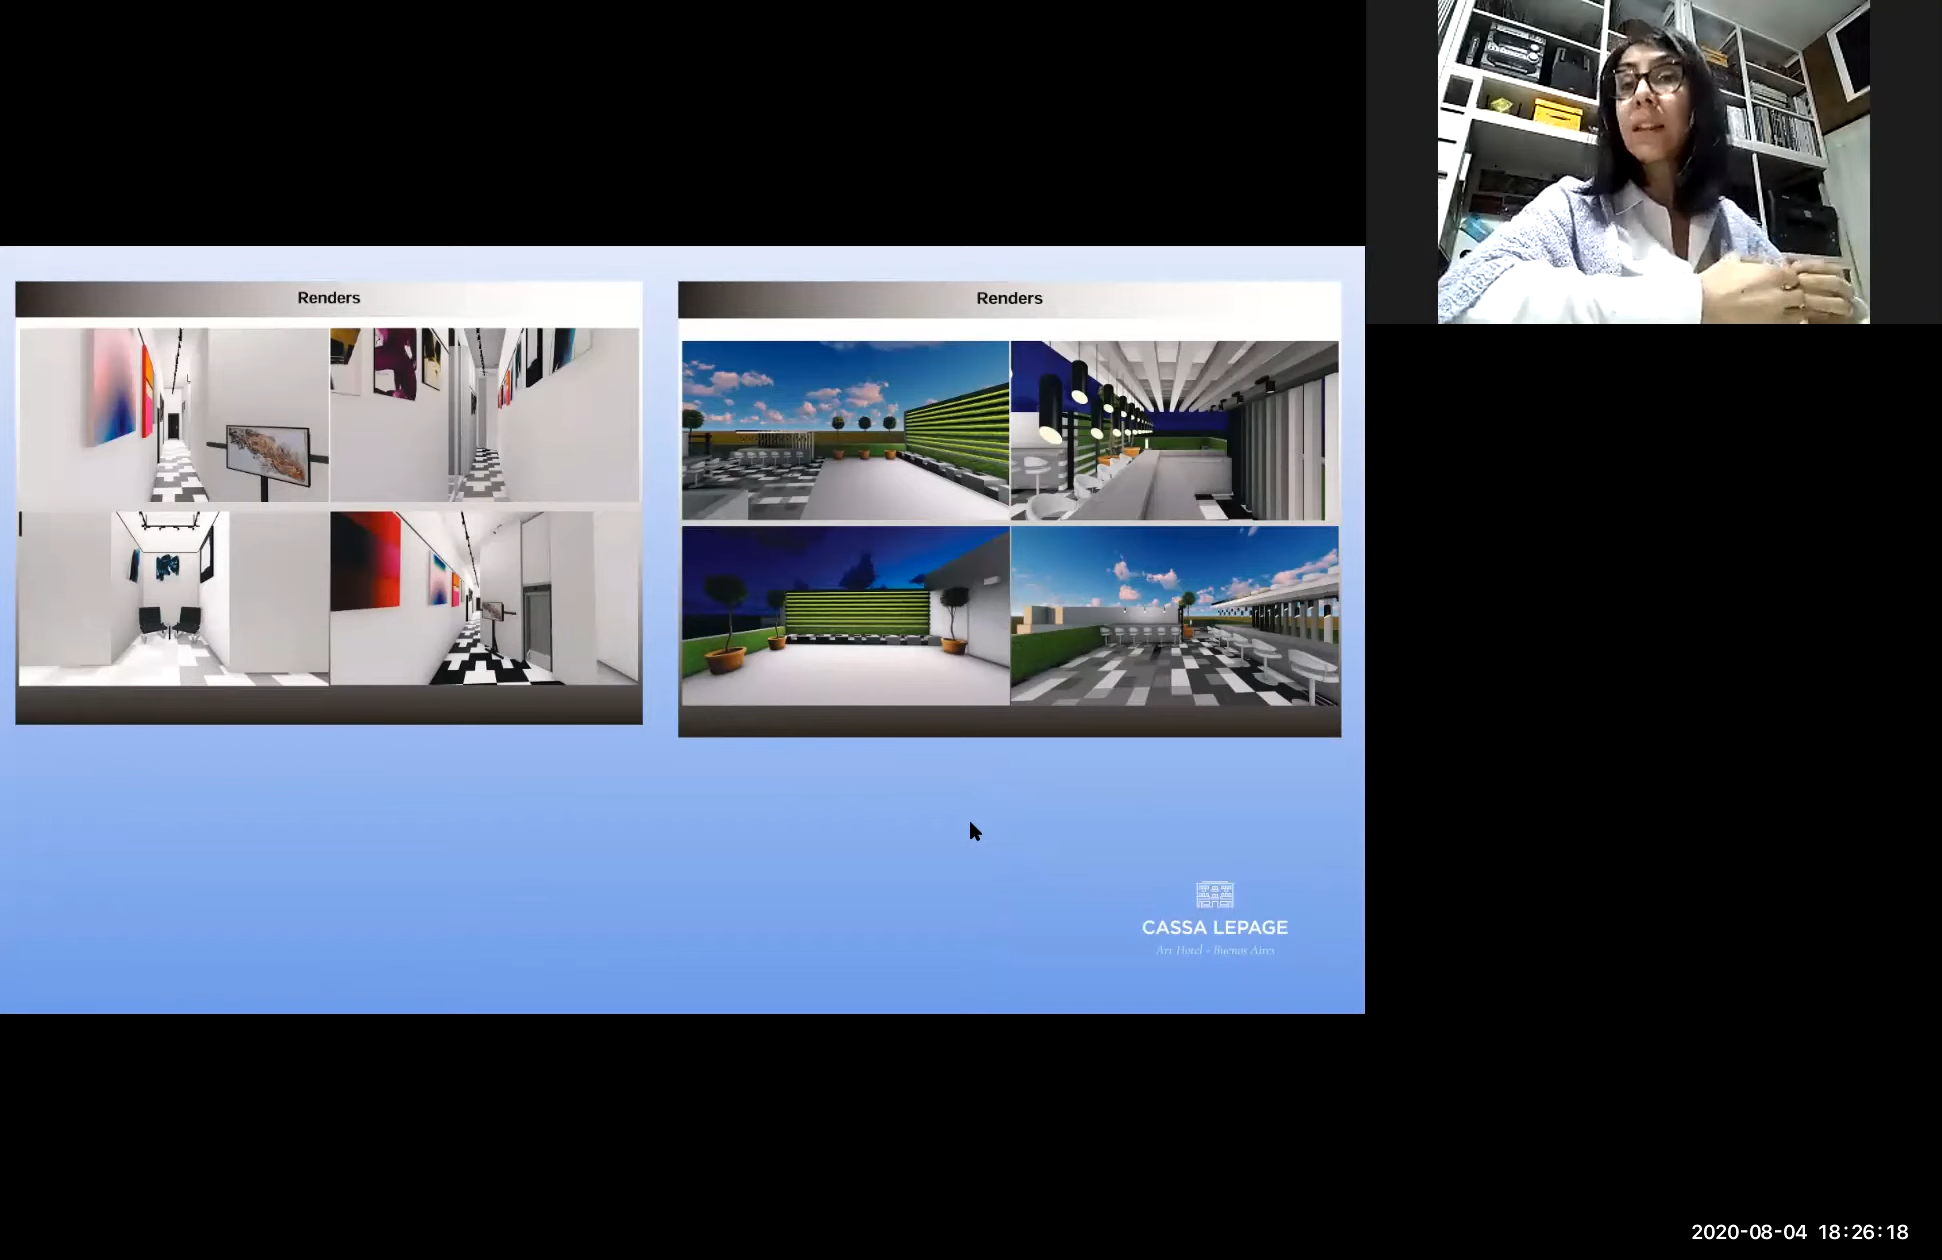 Renders
Renders
CASSA LEPAGE
Art Hotel - Buenos Aires
2020-08-04 18:26:18